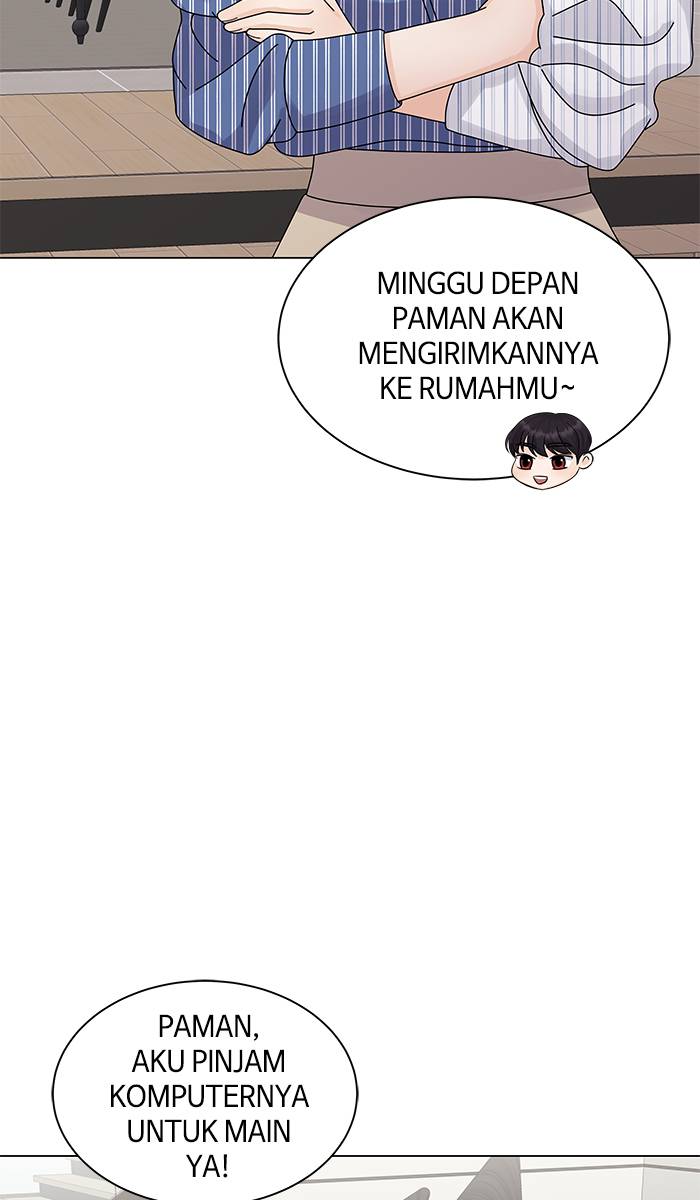 MINGGU DEPAN
PAMAN AKAN
MENGIRIMKANNYA
KE RUMAHMU~
PAMAN,
AKU PINJAM
KOMPUTERNYA
UNTUK MAIN
YA!